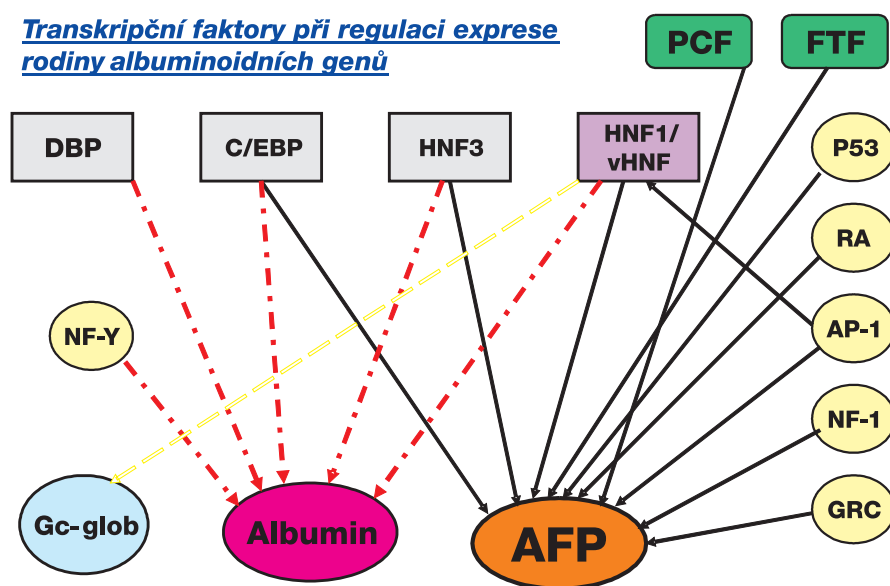 Transkripční faktory při regulaci exprese
rodiny albuminoidních genů
PCF
FTF
DBP
C/EBP
HNF3
HNF1/
vHNF
P53
RA
NF-Y
AP-1
NF-1
Gc-glob
Albumin
AFP
GRC